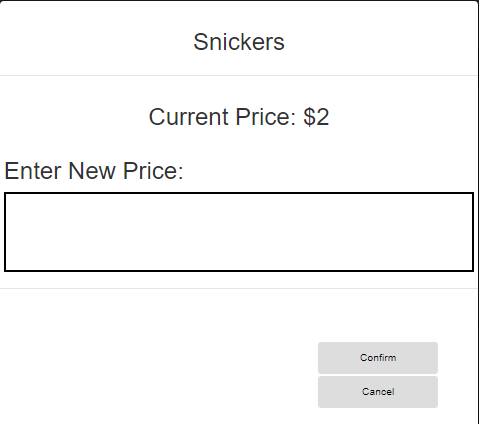 Snickers
Current Price: $2
Enter New Price:
Confirm
Cancel